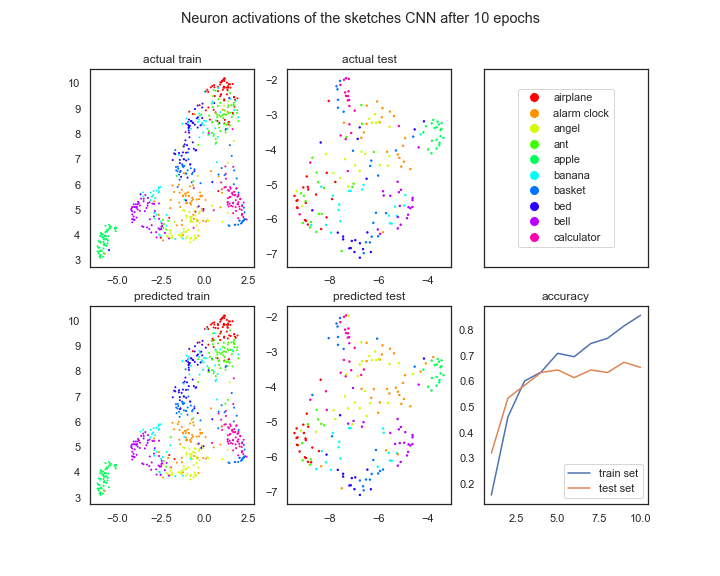 Neuron activations of the sketches CNN after 10 epochs
actual train
10
9
8
7
6
5
4
3
−5.0 −2.5 0.0 2.5
actual test
−2
−3
−4
−5
−6
−7
−8 −6 −4
airplane
alarm clock
angel
ant
apple
banana
basket
bed
bell
calculator
predicted train
10
9
8
7
6
5
4
3
−5.0 −2.5 0.0 2.5
predicted test
−2
−3
−4
−5
−6
−7
−8 −6 −4
accuracy
0.8
0.7
0.6
0.5
0.4
0.3
0.2
train set
test set
2.5 5.0 7.5 10.0